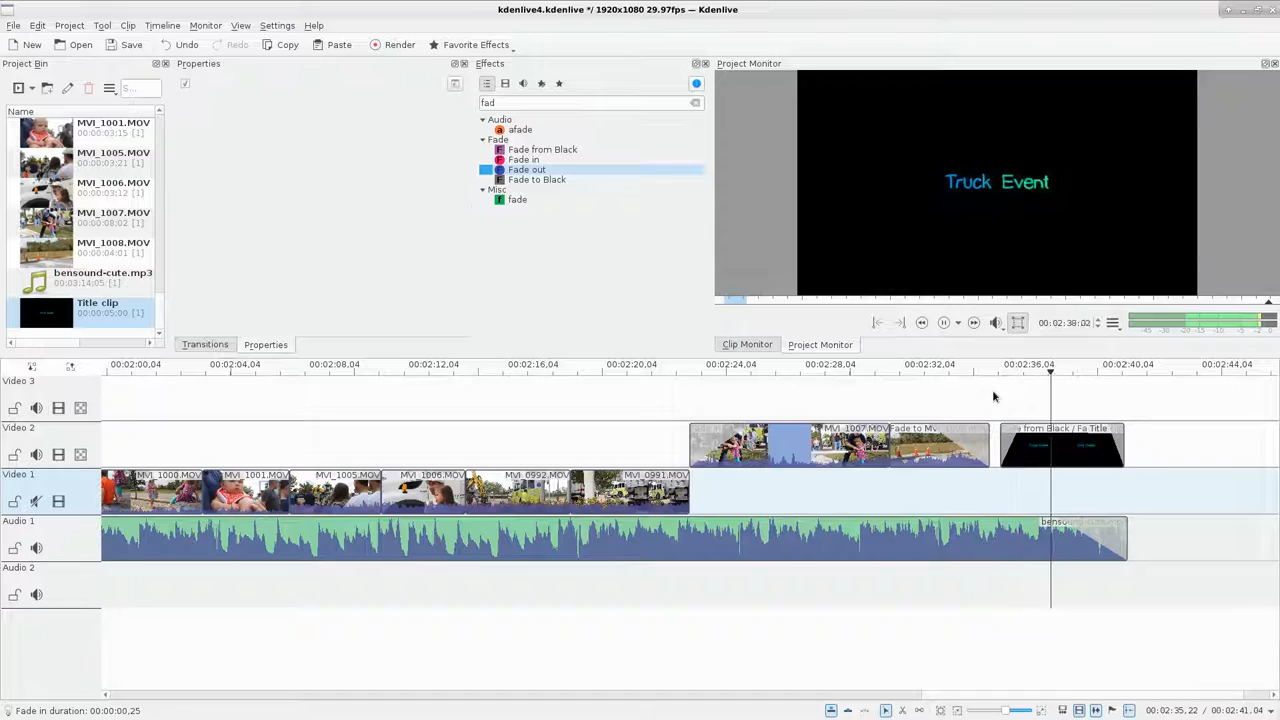 kdenlive4.kdenlive */ 1920x1080 29.97fps — Kdenlive
File Edit Project Tool Clip Timeline Monitor View Settings Help
New Open Save Undo Redo Copy Paste Render Favorite Effects
Project Bin
Properties
Effects
Project Monitor
S...
Name
MVI_1001.MOV
00:00:03;15 [1]
MVI_1005.MOV
00:00:03;21 [1]
MVI_1006.MOV
00:00:03;12 [1]
MVI_1007.MOV
00:00:08;02 [1]
MVI_1008.MOV
00:00:04;01 [1]
bensound-cute.mp3
00:03:14;05 [1]
Title clip
00:00:05;00 [1]
fad
Audio
afade
Fade
Fade from Black
Fade in
Fade out
Fade to Black
Misc
fade
Truck Event
00:02:38;02
-45 -30 -20 -15 -10 -5 -2 0
Transitions Properties
Clip Monitor Project Monitor
00:02:00,04 00:02:04,04 00:02:08,04 00:02:12,04 00:02:16,04 00:02:20,04 00:02:24,04 00:02:28,04 00:02:32,04 00:02:36,04 00:02:40,04 00:02:44,04
Video 3
Video 2
MVI_1007.MOV
Fade to
from Black / Fa Title
Video 1
MVI_1000.MOV MVI_1001.MOV MVI_1005.MOV MVI_1006.MOV MVI_0992.MOV MVI_0991.MOV
Audio 1
Audio 2
Fade in duration: 00:00:00,25
00:02:35.22 / 00:02:41.04